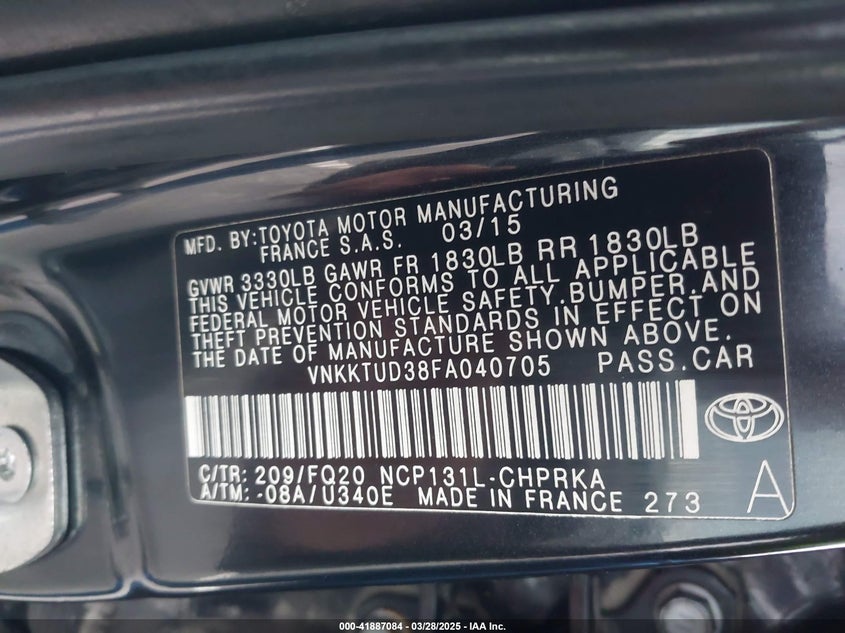 MFD. BY:TOYOTA MOTOR MANUFACTURING
FRANCE S.A.S. 03/15
GVWR 3330LB GAWR FR 1830LB RR 1830LB
THIS VEHICLE CONFORMS TO ALL APPLICABLE
FEDERAL MOTOR VEHICLE SAFETY,BUMPER,AND
THEFT PREVENTION STANDARDS IN EFFECT ON
THE DATE OF MANUFACTURE SHOWN ABOVE.
VNKKTUD38FA040705 PASS.CAR
C/TR: 209/FQ20 NCP131L-CHPRKA
A/TM: -08A/U340E MADE IN FRANCE 273 A
000-41887084 | 03/28/2025 - IAA Inc.